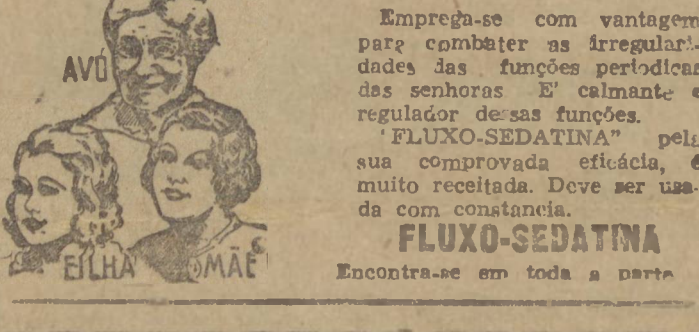 AVÓ
FILHA
MÃE
Emprega-se com vantagem
para combater as irregulari-
dades das funções periodicas
das senhoras E' calmante e
regulador dessas funções.
"FLUXO-SEDATINA" pela
sua comprovada eficácia, é
muito receitada. Deve ser usa-
da com constancia.
FLUXO-SEDATINA
Encontra-se em toda a parte